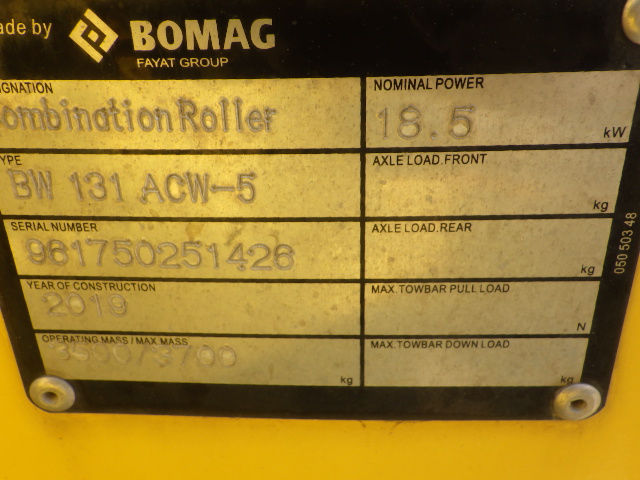 ade by BOMAG
FAYAT GROUP
GNATION
ombination Roller
NOMINAL POWER
18.5 kW
YPE
BW 131 ACW-5
AXLE LOAD.FRONT
kg
SERIAL NUMBER
961750251426
AXLE LOAD.REAR
kg
YEAR OF CONSTRUCTION
2019
MAX.TOWBAR PULL LOAD
N
OPERATING MASS / MAX.MASS
kg
MAX.TOWBAR DOWN LOAD
kg
050 503 48